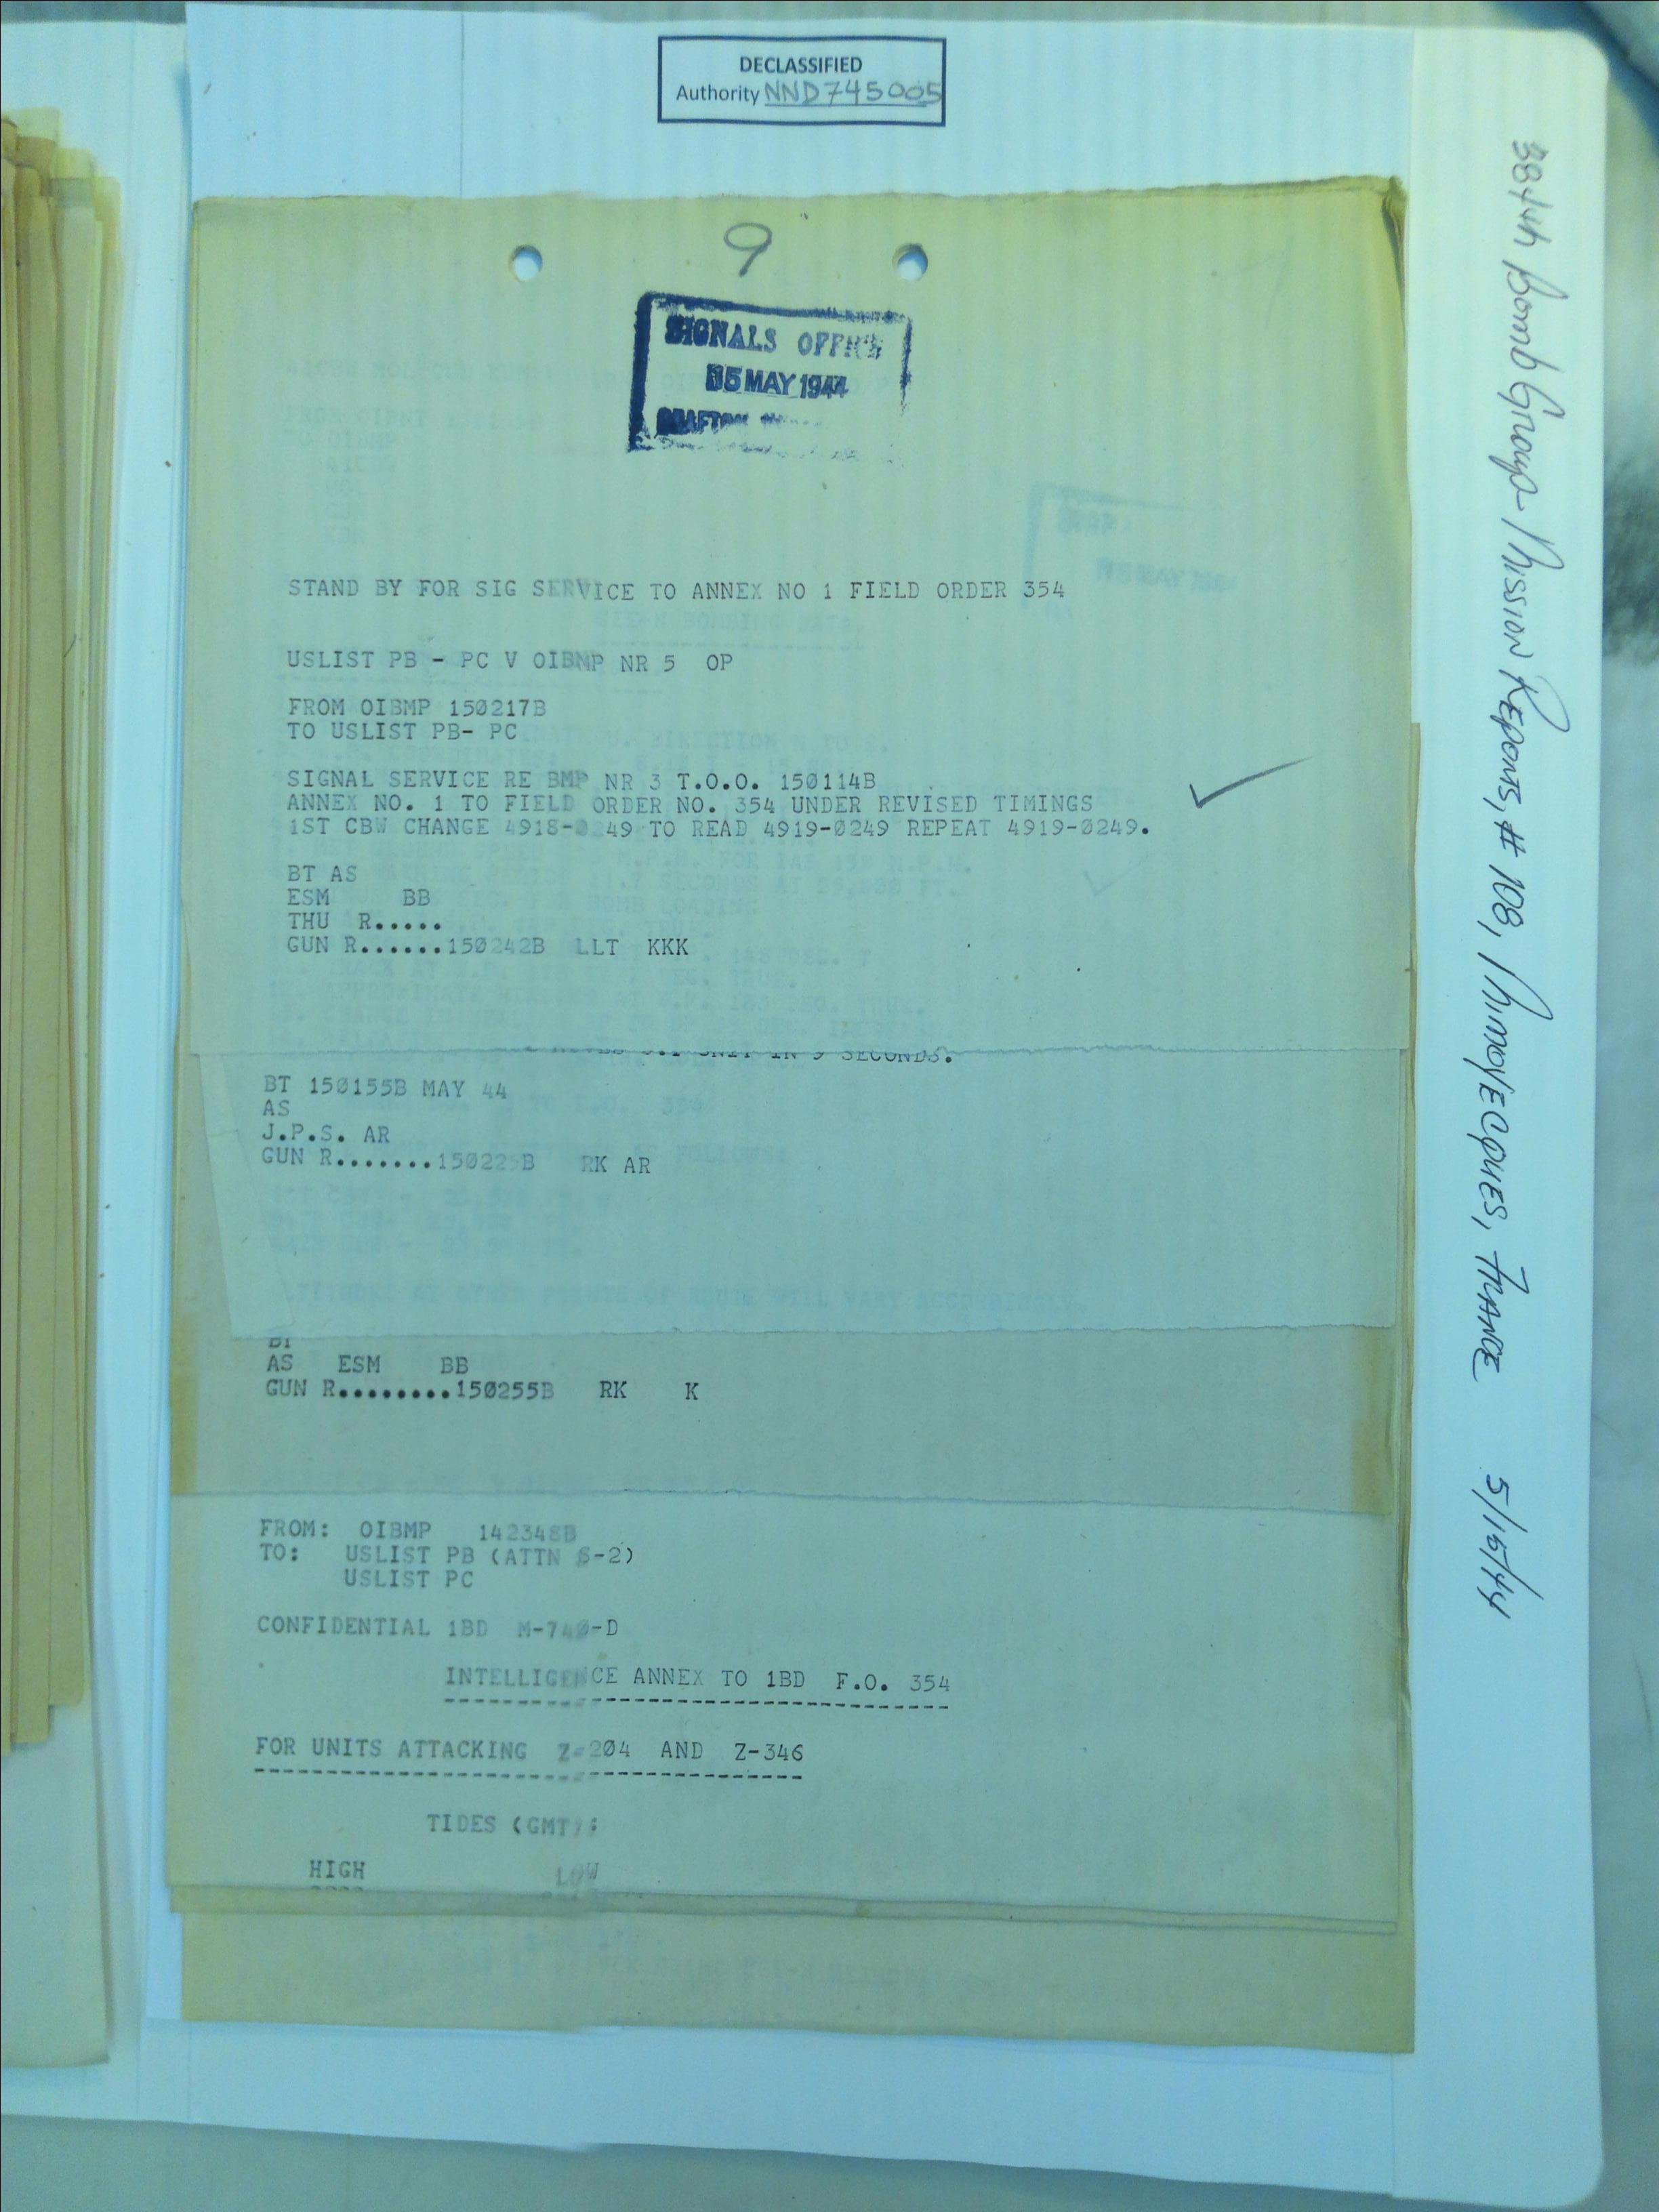 DECLASSIFIED
Authority NND745005
9
SIGNALS OFFICE
MAY 1944
STAND BY FOR SIG SERVICE TO ANNEX NO 1 FIELD ORDER 354
USLIST PB - PC V OIBMP NR 5 OP
FROM OIBMP 150217B
TO USLIST PB- PC
SIGNAL SERVICE RE BMP NR 3 T.O.O. 150114B
ANNEX NO. 1 TO FIELD ORDER NO. 354 UNDER REVISED TIMINGS
1ST CBW CHANGE 4918-0249 TO READ 4919-0249 REPEAT 4919-0249.
BT AS
ESM BB
THU R.....
GUN R......150242B LLT KKK
UNIT IN 9 SECONDS.
BT 150155B MAY 44
AS
J.P.S. AR
GUN R.......150225B RK AR
BT
AS ESM BB
GUN R........150255B RK K
FROM: OIBMP 142348B
TO: USLIST PB (ATTN S-2)
USLIST PC
CONFIDENTIAL 1BD M-740-D
INTELLIGENCE ANNEX TO 1BD F.O. 354
FOR UNITS ATTACKING Z-204 AND Z-346
TIDES (GMT):
HIGH LOW
384th Bomb Group Mission Reports, # 108, Mimoyecques, France 5/15/44